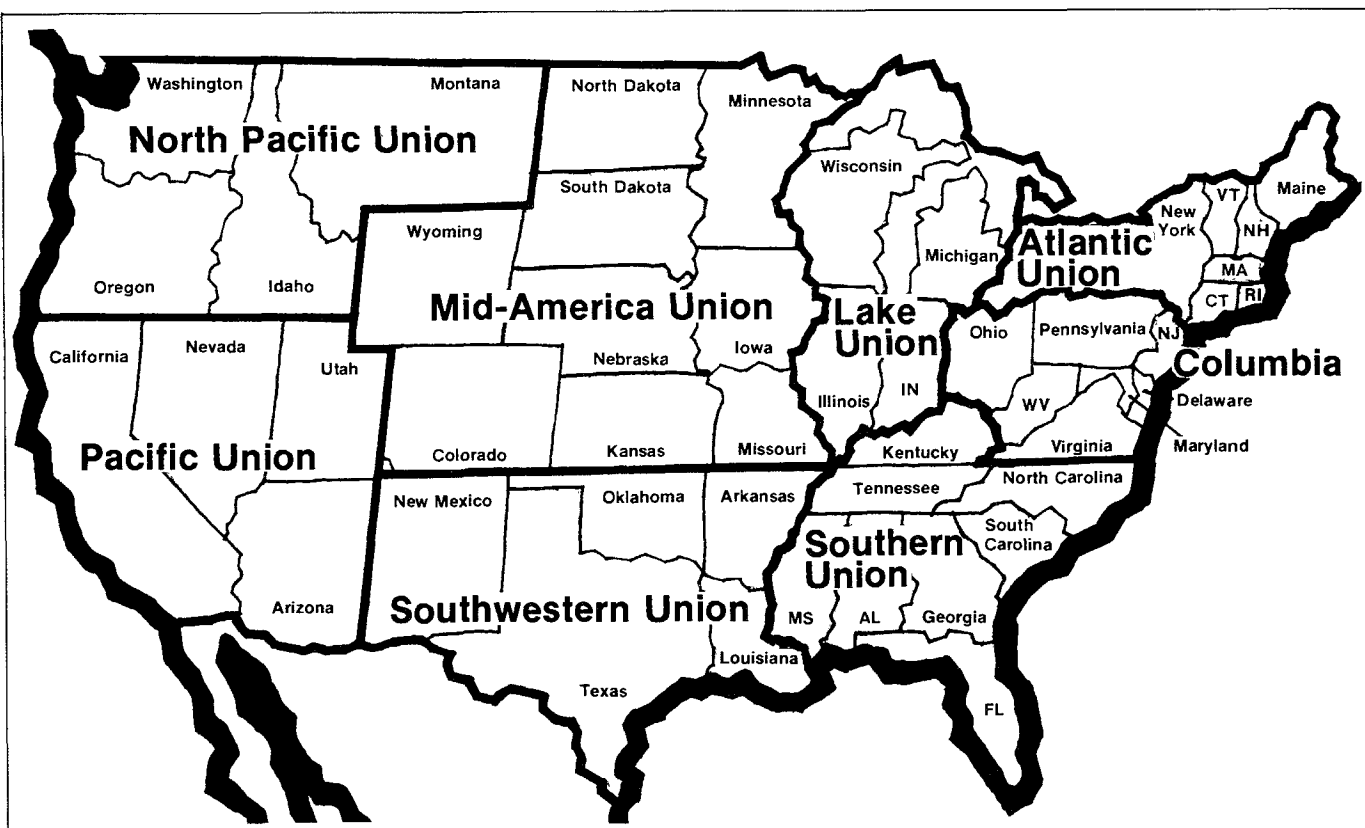 Washington
Montana
North Dakota
Minnesota
North Pacific Union
Wisconsin
South Dakota
Maine
VT
New
York
NH
Wyoming
Michigan
Atlantic
Union
MA
Oregon
Idaho
CT
RI
Mid-America Union
Lake
Union
Ohio
Pennsylvania
NJ
California
Nevada
Utah
Nebraska
Iowa
Columbia
Illinois
IN
WV
Delaware
Maryland
Pacific Union
Colorado
Kansas
Missouri
Kentucky
Virginia
New Mexico
Oklahoma
Arkansas
Tennessee
North Carolina
South
Carolina
Southern
Union
Arizona
Southwestern Union
MS
AL
Georgia
Louisiana
Texas
FL